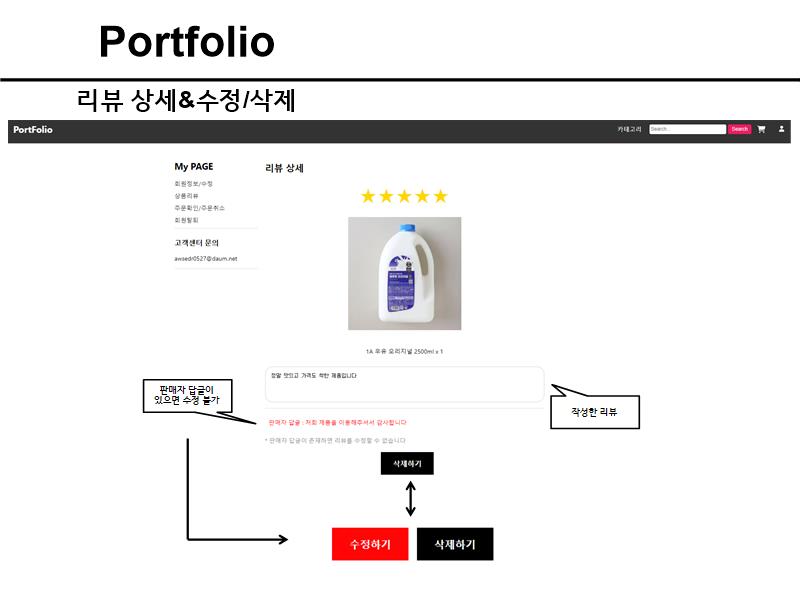 Portfolio
리뷰 상세&수정/삭제
PortFolio
카테고리
Search...
Search
My PAGE
리뷰 상세
회원정보/수정
상품리뷰
주문확인/주문취소
회원탈퇴
고객센터 문의
awsedr0527@daum.net
1A 우유 오리지널 2500ml x 1
정말 맛있고 가격도 착한 제품입니다
판매자 답글이
있으면 수정 불가
작성한 리뷰
판매자 답글 : 저희 제품을 이용해주셔서 감사합니다
* 판매자 답글이 존재하면 리뷰를 수정할 수 없습니다
삭제하기
수정하기
삭제하기